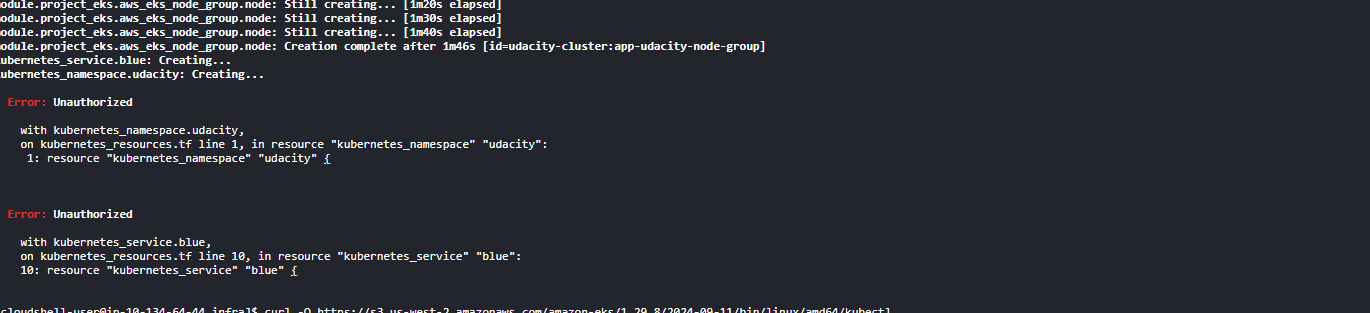 odule.project_eks.aws_eks_node_group.node: Still creating... [1m20s elapsed]
odule.project_eks.aws_eks_node_group.node: Still creating... [1m30s elapsed]
odule.project_eks.aws_eks_node_group.node: Still creating... [1m40s elapsed]
odule.project_eks.aws_eks_node_group.node: Creation complete after 1m46s [id=udacity-cluster:app-udacity-node-group]
ubernetes_service.blue: Creating...
ubernetes_namespace.udacity: Creating...
Error: Unauthorized
with kubernetes_namespace.udacity,
on kubernetes_resources.tf line 1, in resource "kubernetes_namespace" "udacity":
1: resource "kubernetes_namespace" "udacity" {
Error: Unauthorized
with kubernetes_service.blue,
on kubernetes_resources.tf line 10, in resource "kubernetes_service" "blue":
10: resource "kubernetes_service" "blue" {
cloudshell-user@ip-10-134-64-44 infra]$ curl -O https://s3.us-west-2.amazonaws.com/amazon-eks/1.29.8/2024-09-11/bin/linux/amd64/kubectl